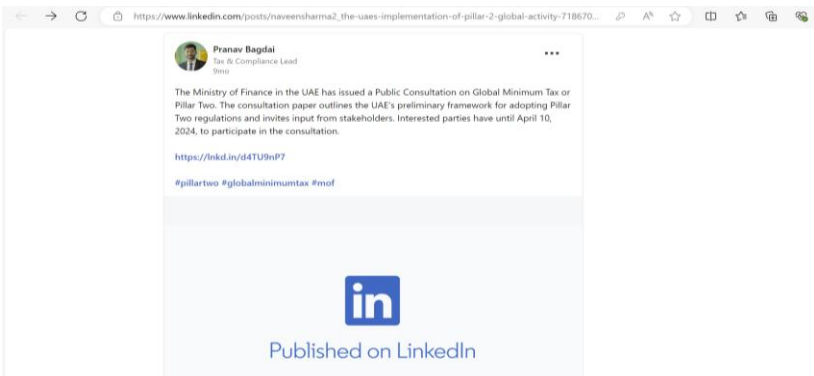 https://www.linkedin.com/posts/naveensharma2_the-uaes-implementation-of-pillar-2-global-activity-718670...
Pranav Bagdai
Tax & Compliance Lead
9mo
The Ministry of Finance in the UAE has issued a Public Consultation on Global Minimum Tax or
Pillar Two. The consultation paper outlines the UAE's preliminary framework for adopting Pillar
Two regulations and invites input from stakeholders. Interested parties have until April 10,
2024, to participate in the consultation.
https://lnkd.in/d4TU9nP7
#pillartwo #globalminimumtax #mof
in
Published on LinkedIn